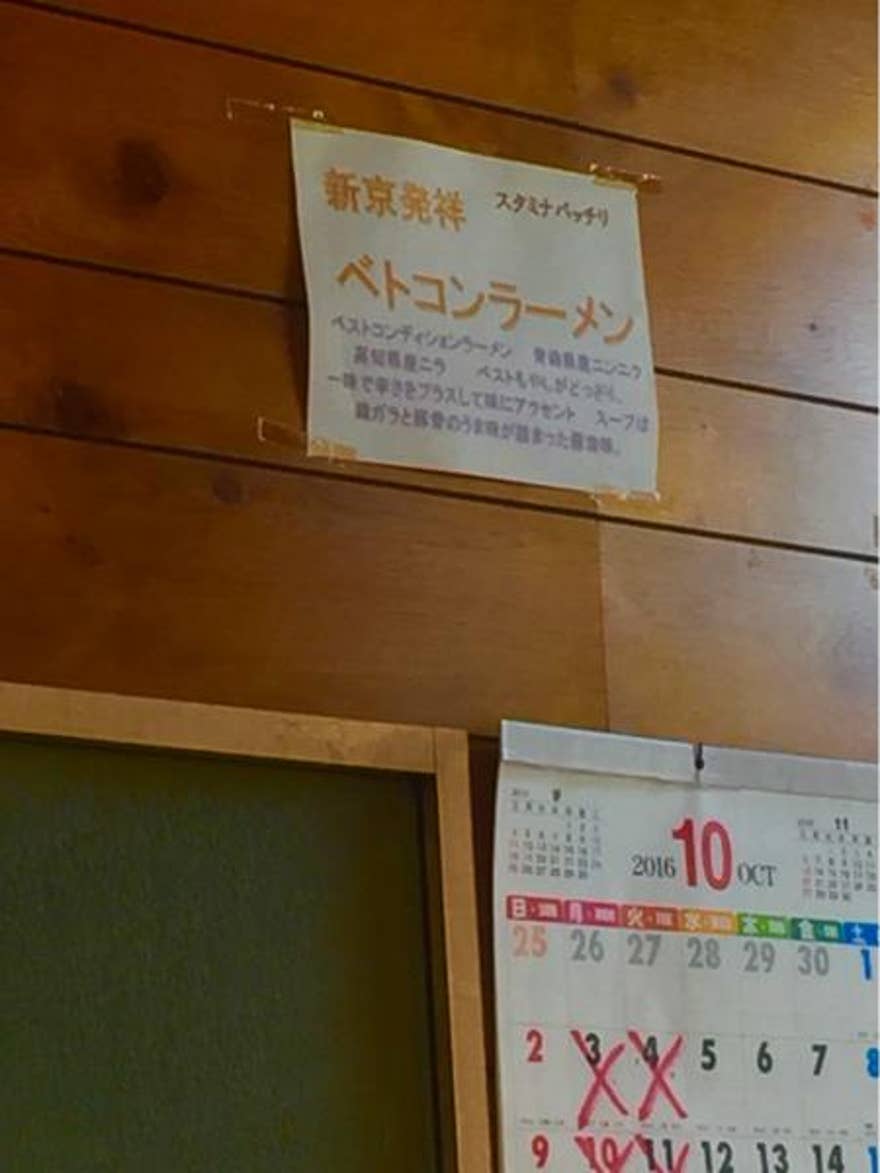 新京発祥 スタミナバッチリ
ベトコンラーメン
ベストコンディションラーメン 青森県産ニンニク
高知県産ニラ ベストもやしがどっさり。
一味で辛さをプラスして味にアクセント スープは
鶏ガラと豚骨のうま味が詰まった醤油味。
9 11
2016 10 OCT
日 月 火 水 木 金 土
25 26 27 28 29 30 1
2 3 4 5 6 7 8
9 10 11 12 13 14